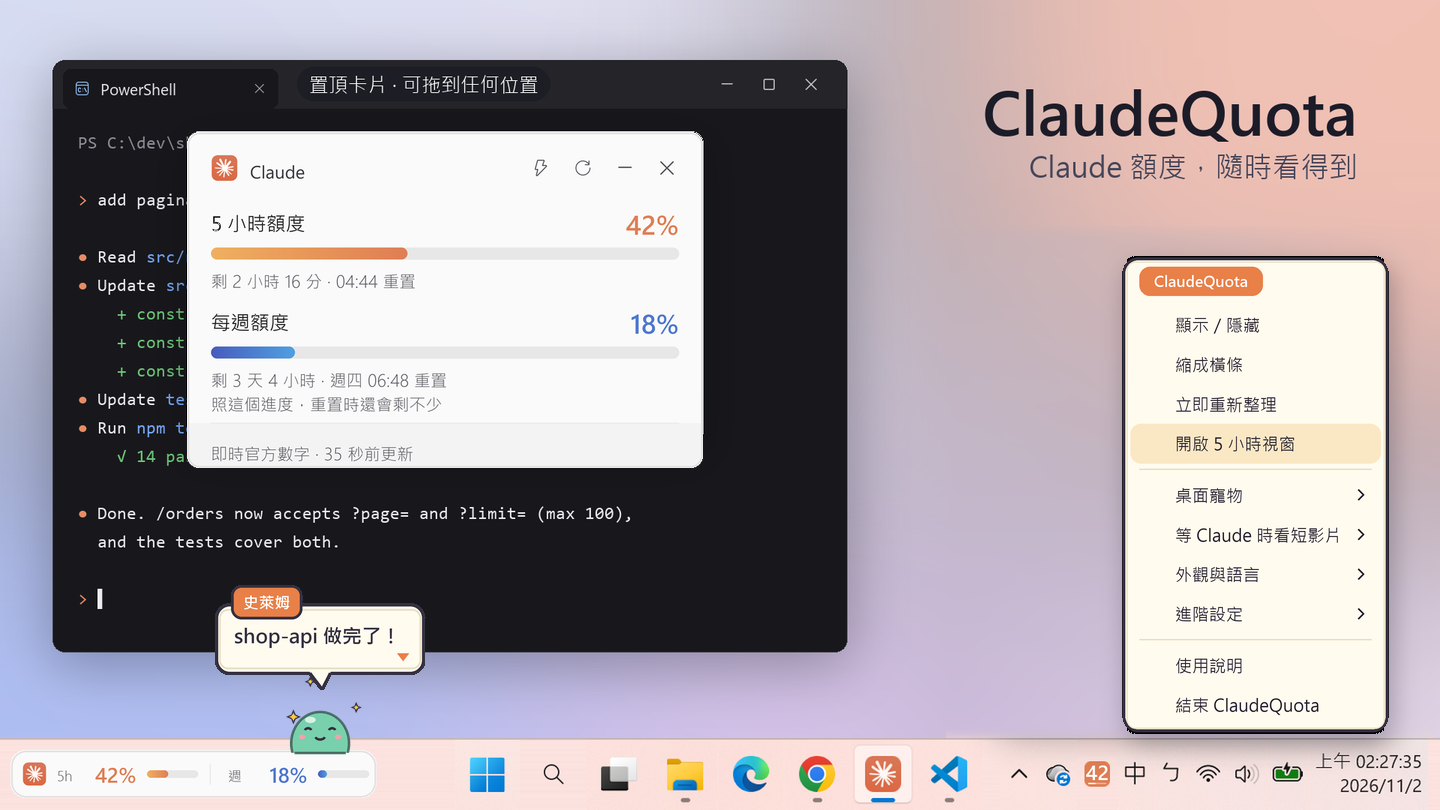 PowerShell
置頂卡片 · 可拖到任何位置
ClaudeQuota
Claude 額度，隨時看得到
PS C:\dev\s
> add pagin
● Read src/
● Update sr
+ const
+ const
+ const
● Update te
● Run npm t
√ 14 pa
● Done. /orders now accepts ?page= and ?limit= (max 100),
and the tests cover both.
>
Claude
5 小時額度 42%
剩 2 小時 16 分 · 04:44 重置
每週額度 18%
剩 3 天 4 小時 · 週四 06:48 重置
照這個進度 · 重置時還會剩不少
即時官方數字 · 35 秒前更新
ClaudeQuota
顯示 / 隱藏
縮成橫條
立即重新整理
開啟 5 小時視窗
桌面寵物
等 Claude 時看短影片
外觀與語言
進階設定
使用說明
結束 ClaudeQuota
史萊姆
shop-api 做完了！
5h 42% 週 18%
42 中 ㄅ
上午 02:27:35
2026/11/2